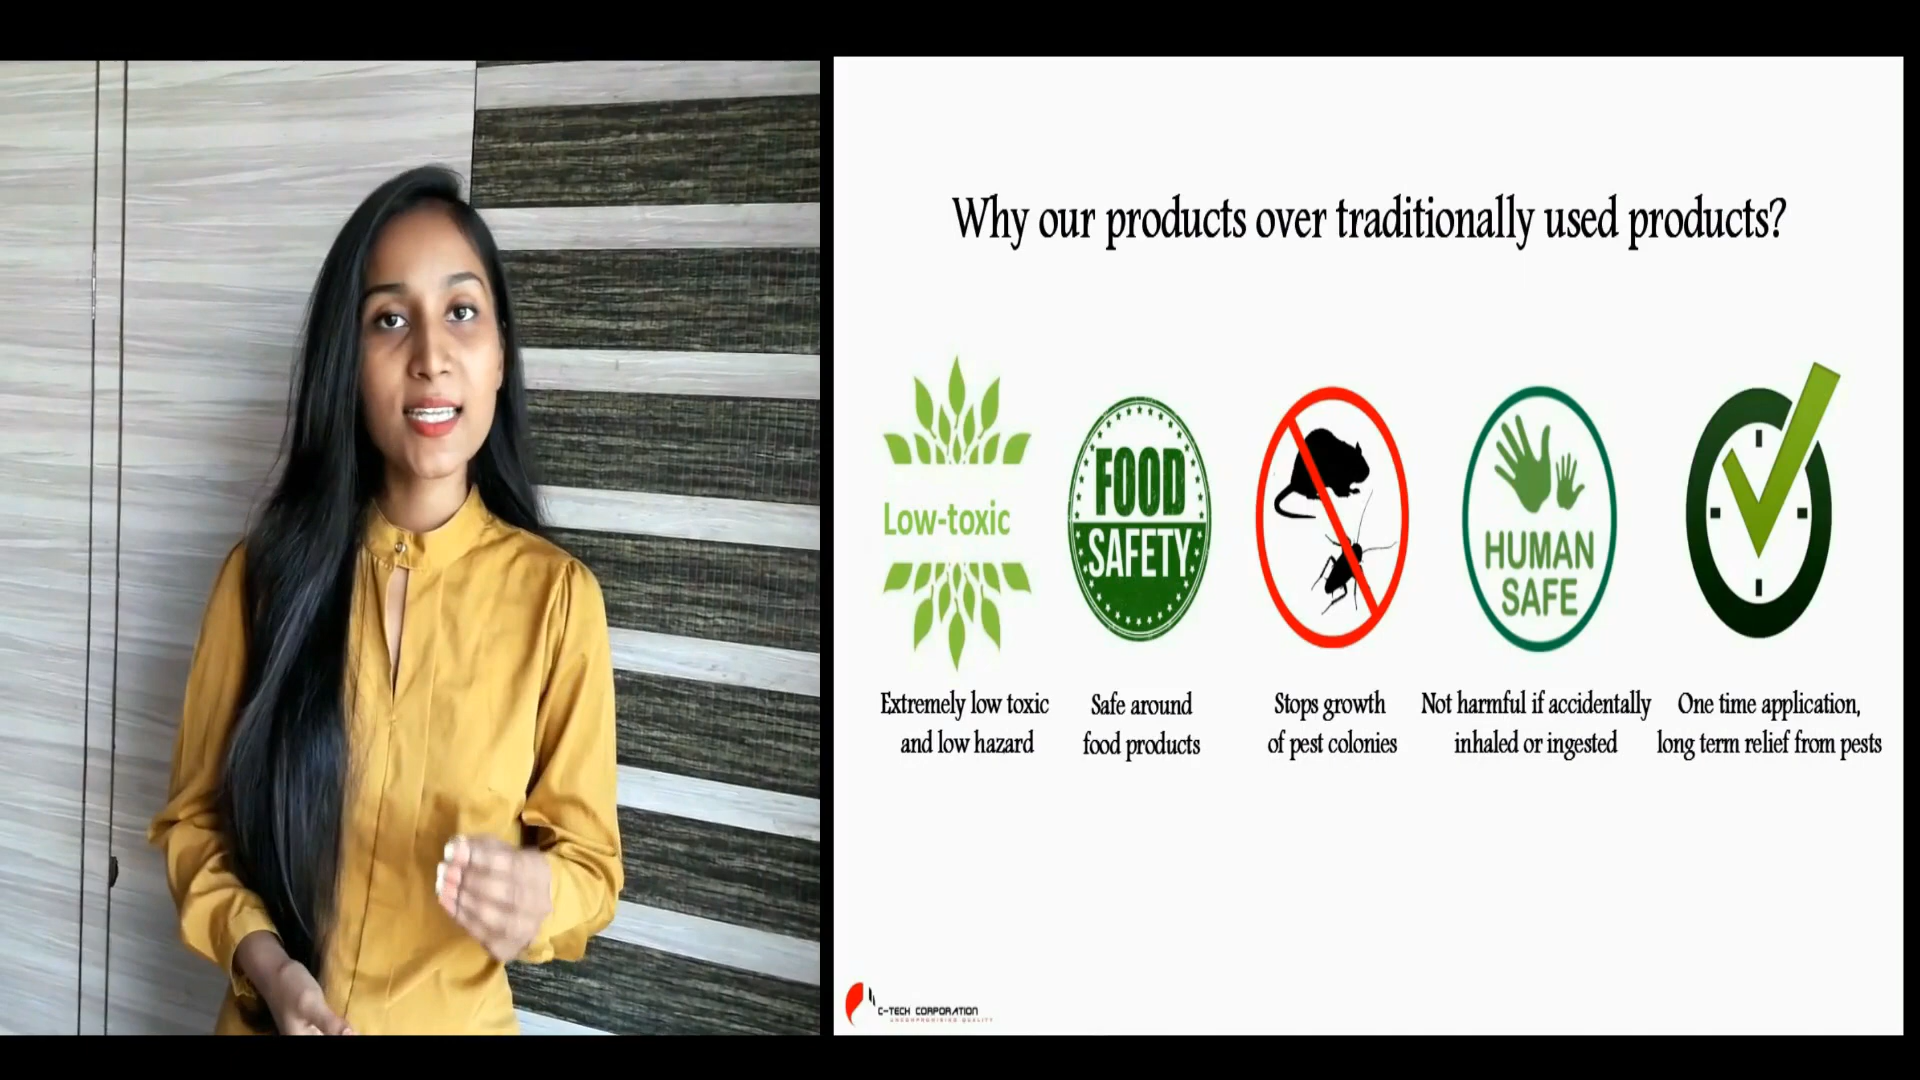 Why our products over traditionally used products?
Low-toxic
FOOD
SAFETY
HUMAN
SAFE
Extremely low toxic
and low hazard
Safe around
food products
Stops growth
of pest colonies
Not harmful if accidentally
inhaled or ingested
One time application,
long term relief from pests
C-TECH CORPORATION
UNCOMPROMISING QUALITY